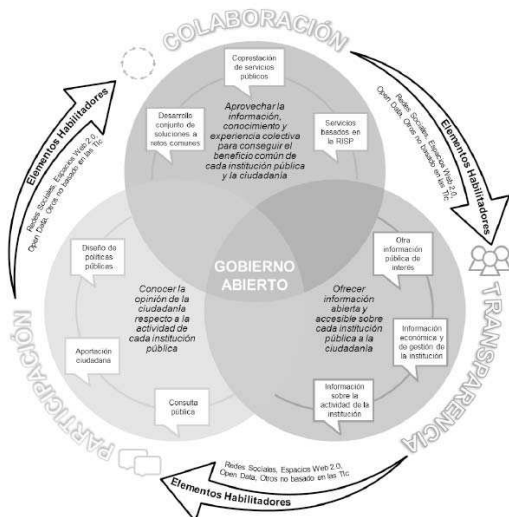 COLABORACIÓN
Coprestación
de servicios
públicos
Aprovechar la
información,
conocimiento y
experiencia colectiva
para conseguir el
beneficio común de
cada institución pública
y la ciudadanía
Desarrollo
conjunto de
soluciones a
retos comunes
Servicios
basados en
la RISP
Elementos Habilitadores
Redes Sociales, Espacios Web 2.0,
Open Data, Otros no basado en las TIc
Elementos Habilitadores
Redes Sociales, Espacios Web 2.0,
Open Data, Otros no basado en las TIc
GOBIERNO
ABIERTO
Diseño de
políticas
públicas
Conocer la
opinión de la
ciudadanía
respecto a la
actividad de
cada institución
pública
Aportación
ciudadana
Consulta
pública
PARTICIPACIÓN
Otra
información
pública de
interés
Ofrecer
información
abierta y
accesible sobre
cada institución
pública a la
ciudadanía
Información
económica y
de gestión de
la institución
Información
sobre la
actividad de la
institución
TRANSPARENCIA
Redes Sociales, Espacios Web 2.0,
Open Data, Otros no basado en las TIc
Elementos Habilitadores